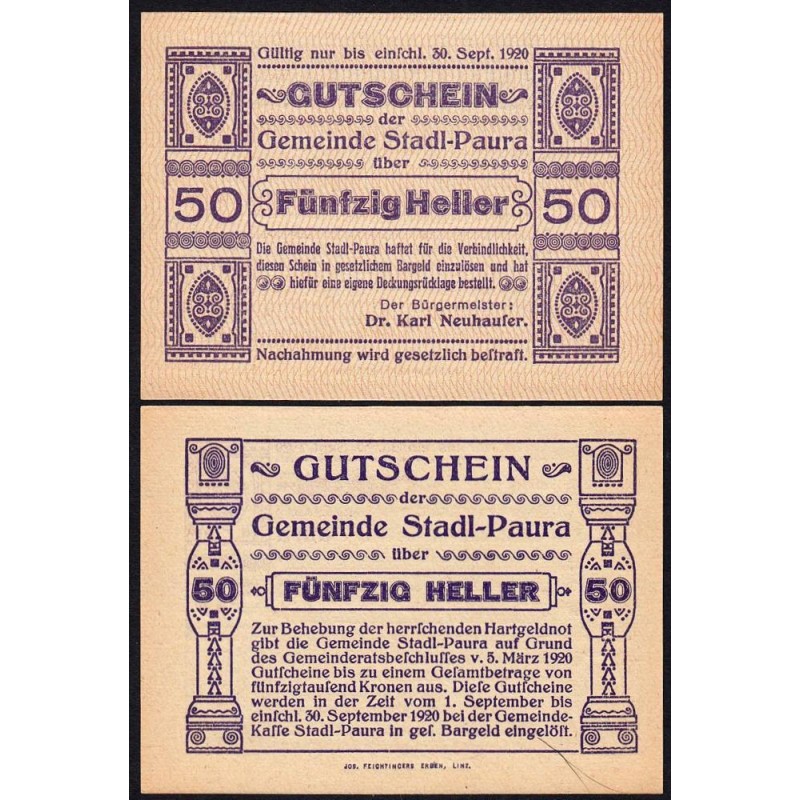 Gültig nur bis einſchl. 30. Sept. 1920
GUTSCHEIN
der
Gemeinde Stadl-Paura
über
50 Fünfzig Heller 50
Die Gemeinde Stadl-Paura haftet für die Verbindlichkeit,
diesen Schein in gesetzlichem Bargeld einzulösen und hat
hiefür eine eigene Deckungsrücklage bestellt.
Der Bürgermeister:
Dr. Karl Neuhauſer.
Nachahmung wird gesetzlich beſtraft.
GUTSCHEIN
der
Gemeinde Stadl-Paura
über
50 FÜNFZIG HELLER 50
Zur Behebung der herrſchenden Hartgeldnot
gibt die Gemeinde Stadl-Paura auf Grund
des Gemeinderatsbeſchluſſes v. 5. März 1920
Gutſcheine bis zu einem Geſamtbetrage von
fünfzigtauſend Kronen aus. Dieſe Gutſcheine
werden in der Zeit vom 1. September bis
einſchl. 30. September 1920 bei der Gemeinde-
Kaſſe Stadl-Paura in geſ. Bargeld eingelöſt.
JOS. FEICHTINGERS ERBEN, LINZ.